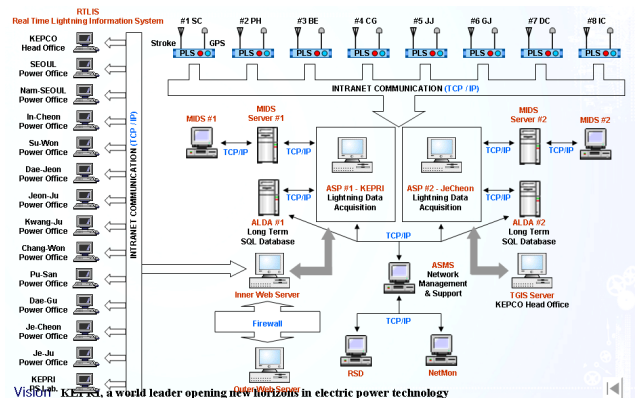 RTLIS
Real Time Lightning Information System
#1 SC
#2 PH
#3 BE
#4 CG
#5 JJ
#6 GJ
#7 DC
#8 IC
Stroke
GPS
PLS
PLS
PLS
PLS
PLS
PLS
PLS
PLS
INTRANET COMMUNICATION (TCP / IP)
KEPCO
Head Office
SEOUL
Power Office
Nam-SEOUL
Power Office
In-Cheon
Power Office
Su-Won
Power Office
Dae-Jeon
Power Office
Jeon-Ju
Power Office
Kwang-Ju
Power Office
Chang-Won
Power Office
Pu-San
Power Office
Dae-Gu
Power Office
Je-Cheon
Power Office
Je-Ju
Power Office
KEPRI
PS Lab.
INTRANET COMMUNICATION (TCP / IP)
MIDS #1
MIDS
Server #1
TCP/IP
TCP/IP
ASP #1 - KEPRI
Lightning Data
Acquisition
ASP #2 - JeCheon
Lightning Data
Acquisition
MIDS
Server #2
MIDS #2
TCP/IP
TCP/IP
TCP/IP
TCP/IP
ALDA #1
Long Term
SQL Database
ALDA #2
Long Term
SQL Database
TCP/IP
Inner Web Server
ASMS
Network
Management
& Support
TGIS Server
KEPCO Head Office
Firewall
TCP/IP
Outer Web Server
RSD
NetMon
Vision KEPRI, a world leader opening new horizons in electric power technology